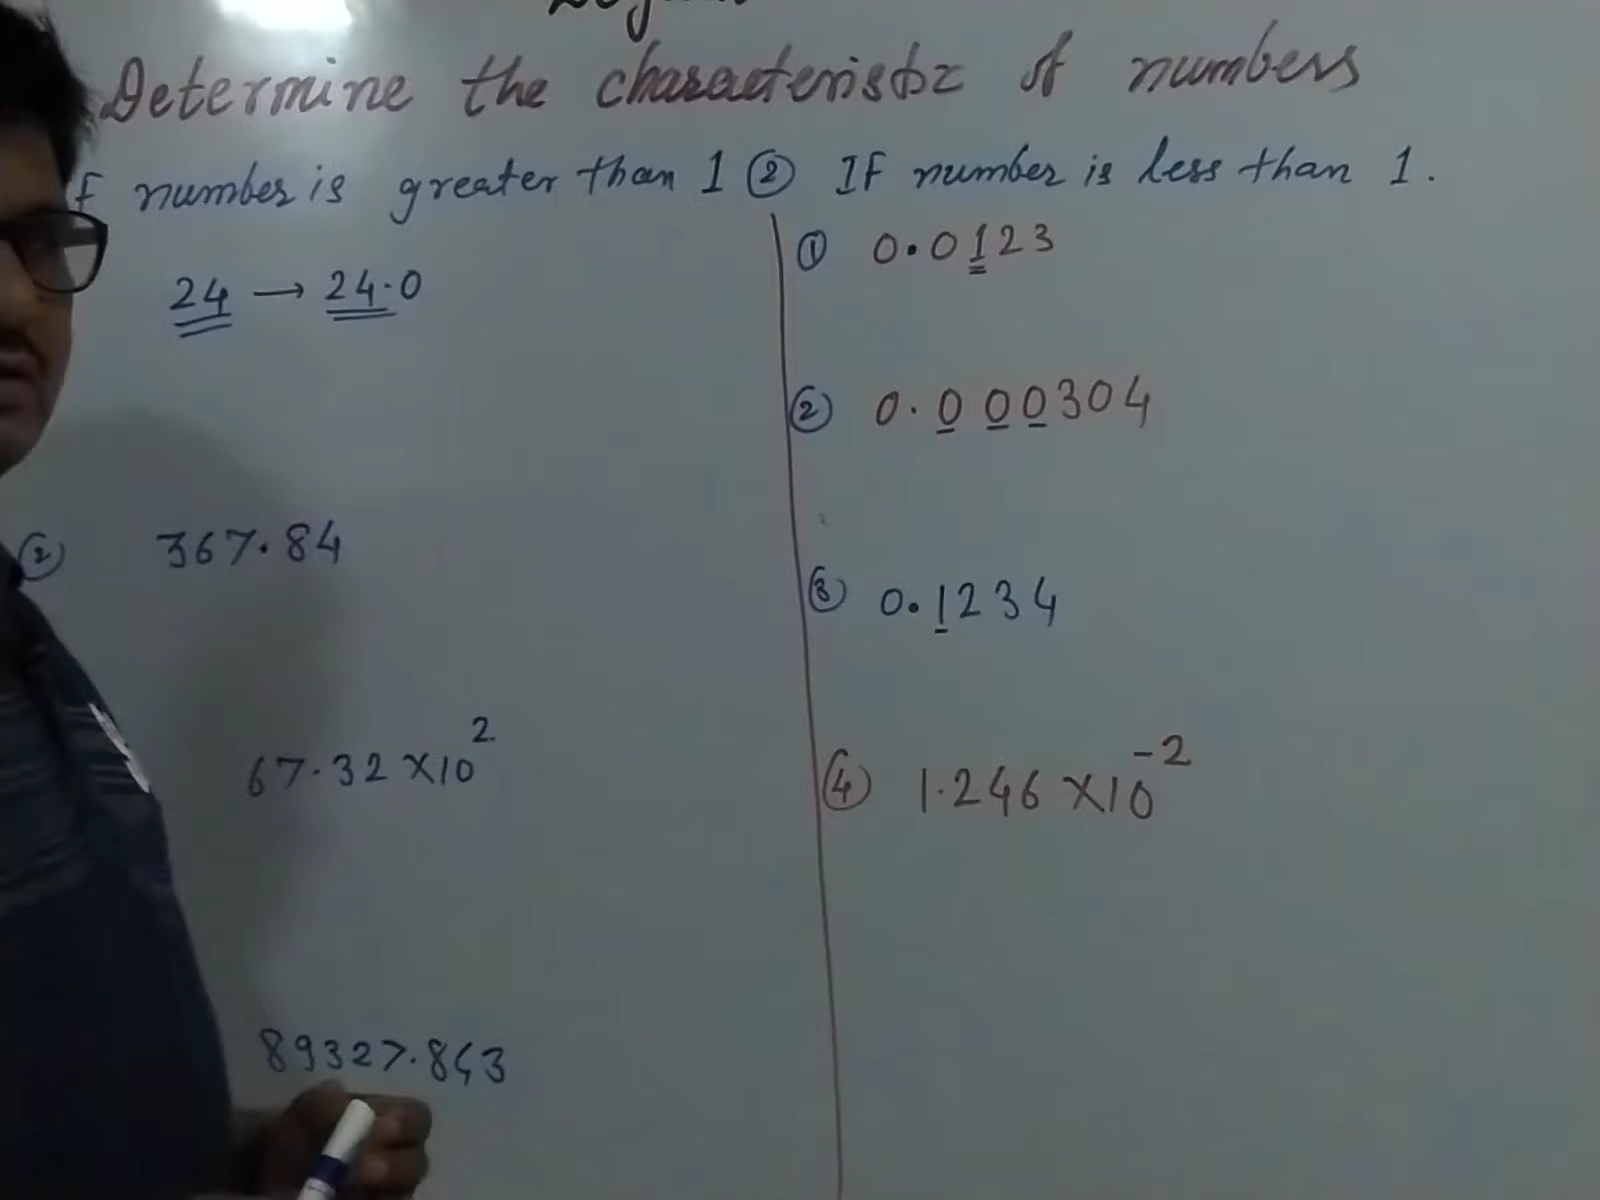 Determine the characteristic of numbers
f number is greater than 1 ② If number is less than 1.
24 → 24.0
② 367.84
67.32 ×10²
89327.843
① 0.0123
② 0.000304
③ 0.1234
④ 1.246 ×10⁻²